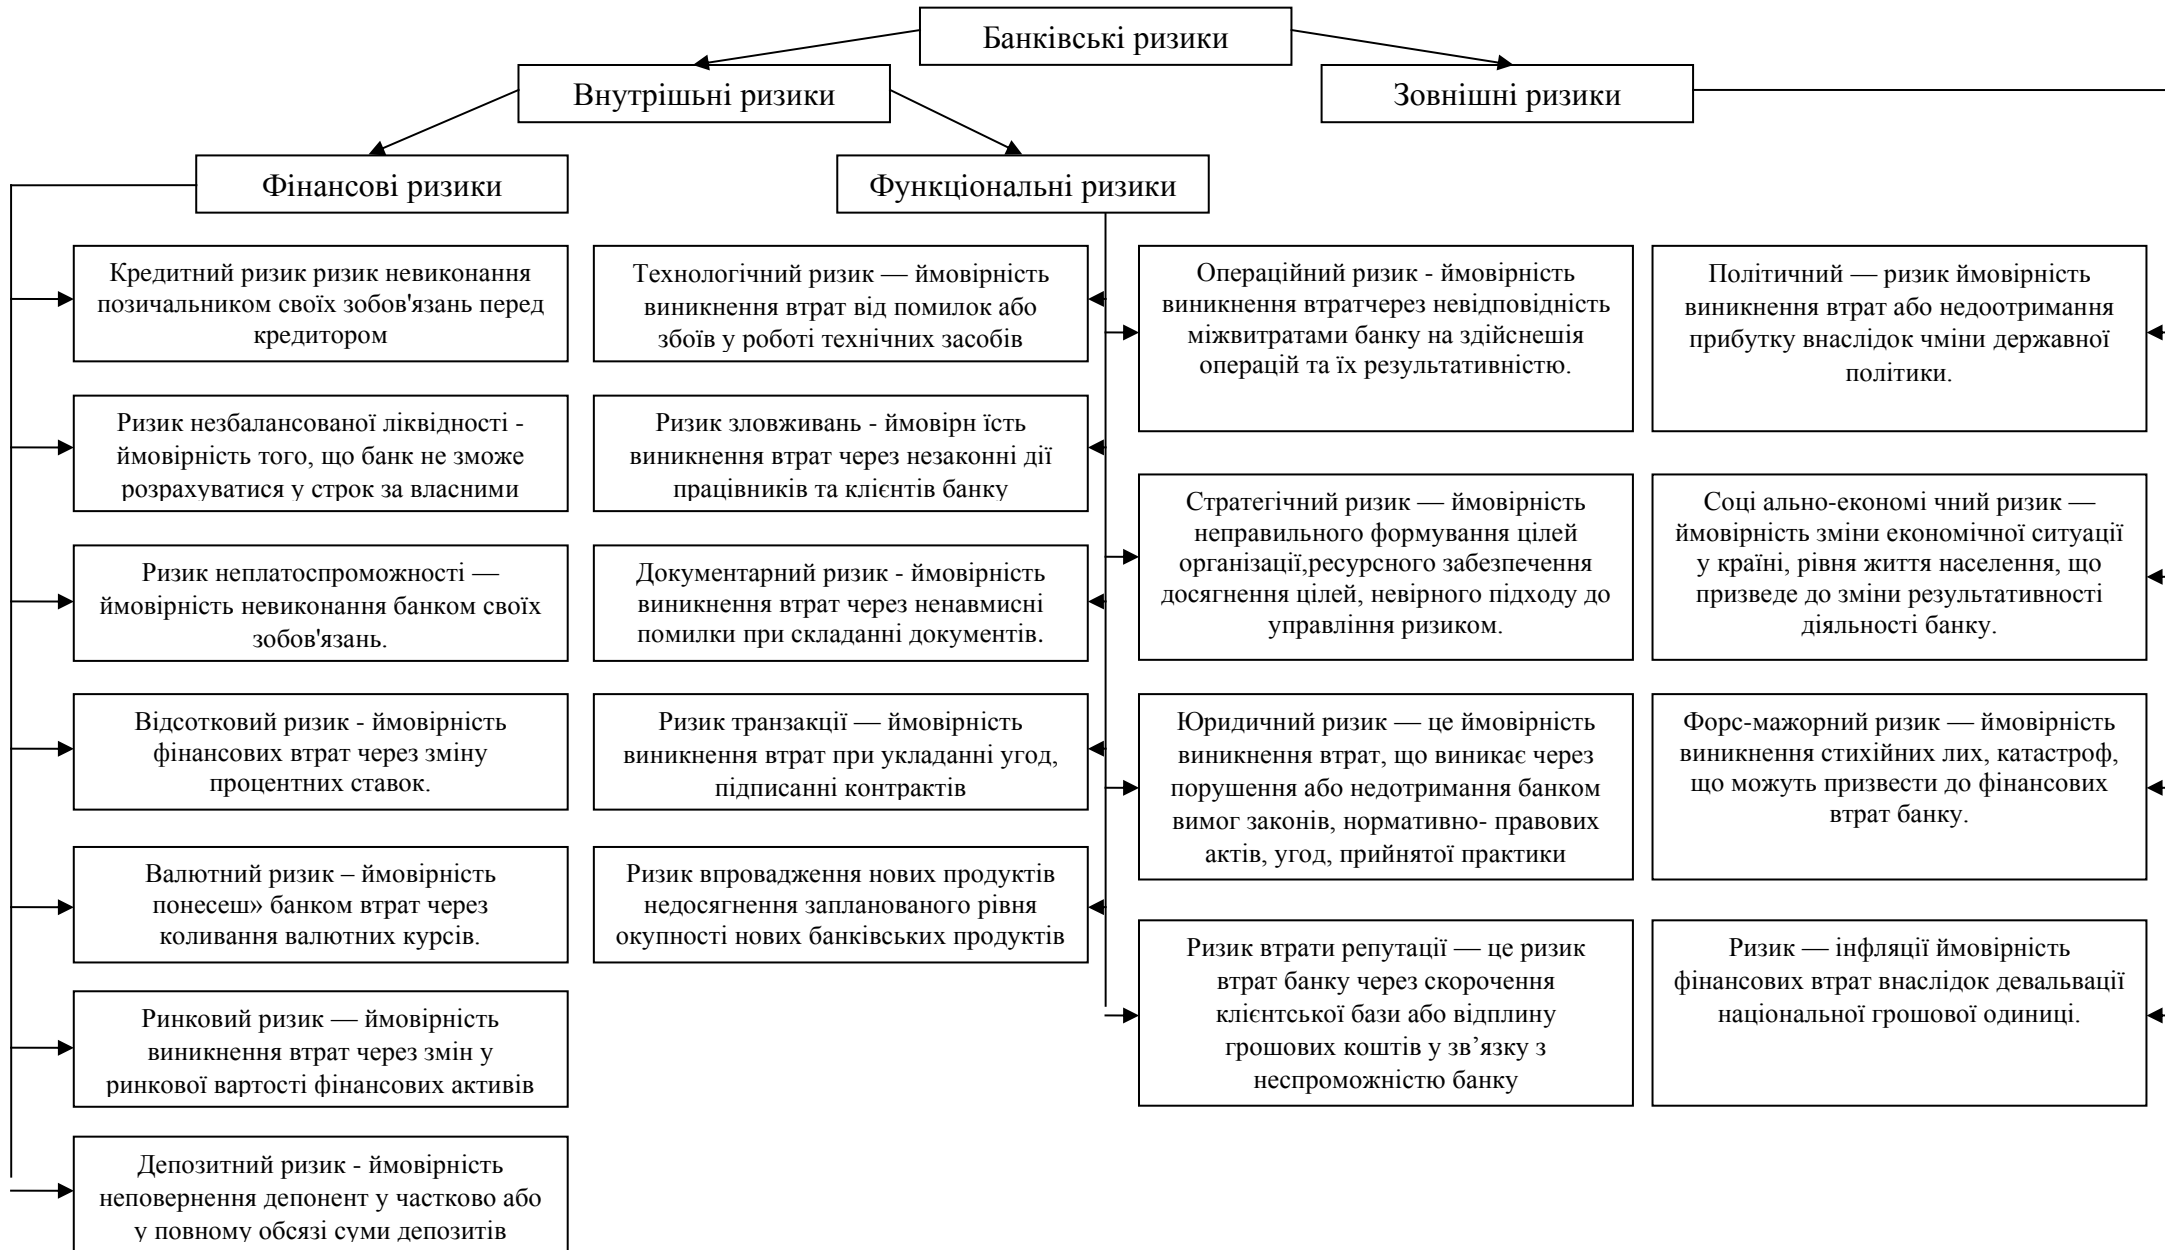 Банківські ризики
Внутрішьні ризики
Зовнішні ризики
Фінансові ризики
Функціональні ризики
Кредитний ризик ризик невиконання
позичальником своїх зобов'язань перед
кредитором
Ризик незбалансованої ліквідності -
ймовірність того, що банк не зможе
розрахуватися у строк за власними
Ризик неплатоспроможності —
ймовірність невиконання банком своїх
зобов'язань.
Відсотковий ризик - ймовірність
фінансових втрат через зміну
процентних ставок.
Валютний ризик – ймовірність
понесеш» банком втрат через
коливання валютних курсів.
Ринковий ризик — ймовірність
виникнення втрат через змін у
ринкової вартості фінансових активів
Депозитний ризик - ймовірність
неповернення депонент у частково або
у повному обсязі суми депозитів
Технологічний ризик — ймовірність
виникнення втрат від помилок або
збоїв у роботі технічних засобів
Ризик зловживань - ймовірн їсть
виникнення втрат через незаконні дії
працівників та клієнтів банку
Документарний ризик - ймовірність
виникнення втрат через ненавмисні
помилки при складанні документів.
Ризик транзакції — ймовірність
виникнення втрат при укладанні угод,
підписанні контрактів
Ризик впровадження нових продуктів
недосягнення запланованого рівня
окупності нових банківських продуктів
Операційний ризик - ймовірність
виникнення втратчерез невідповідність
міжвитратами банку на здійснешія
операцій та їх результативністю.
Стратегічний ризик — ймовірність
неправильного формування цілей
організації,ресурсного забезпечення
досягнення цілей, невірного підходу до
управління ризиком.
Юридичний ризик — це ймовірність
виникнення втрат, що виникає через
порушення або недотримання банком
вимог законів, нормативно- правових
актів, угод, прийнятої практики
Ризик втрати репутації — це ризик
втрат банку через скорочення
клієнтської бази або відплину
грошових коштів у зв’язку з
неспроможністю банку
Політичний — ризик ймовірність
виникнення втрат або недоотримання
прибутку внаслідок чміни державної
політики.
Соці ально-економі чний ризик —
ймовірність зміни економічної ситуації
у країні, рівня життя населення, що
призведе до зміни результативності
діяльності банку.
Форс-мажорний ризик — ймовірність
виникнення стихійних лих, катастроф,
що можуть призвести до фінансових
втрат банку.
Ризик — інфляції ймовірність
фінансових втрат внаслідок девальвації
національної грошової одиниці.